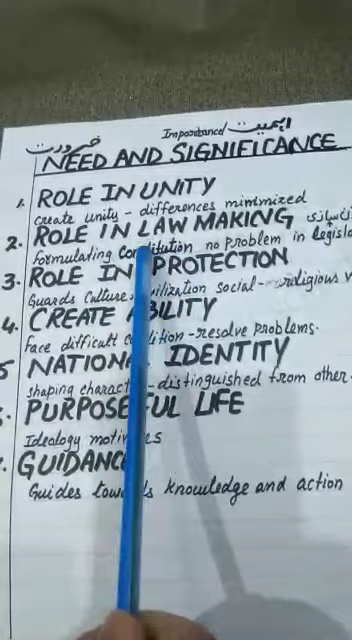 ضرورت Importance اہمیت
NEED AND SIGNIFICANCE
1. ROLE IN UNITY
create unity - differences minimized
2. ROLE IN LAW MAKING
Formulating Constitution no problem in legisla
3. ROLE IN PROTECTION
Guards Culture, social - religious v
4. CREATE ABILITY
Face difficult condition - resolve problems.
5 NATIONAL IDENTITY
shaping character - distinguished from other
PURPOSEFUL LIFE
Ideology motivates
GUIDANCE
Guides towards knowledge and action